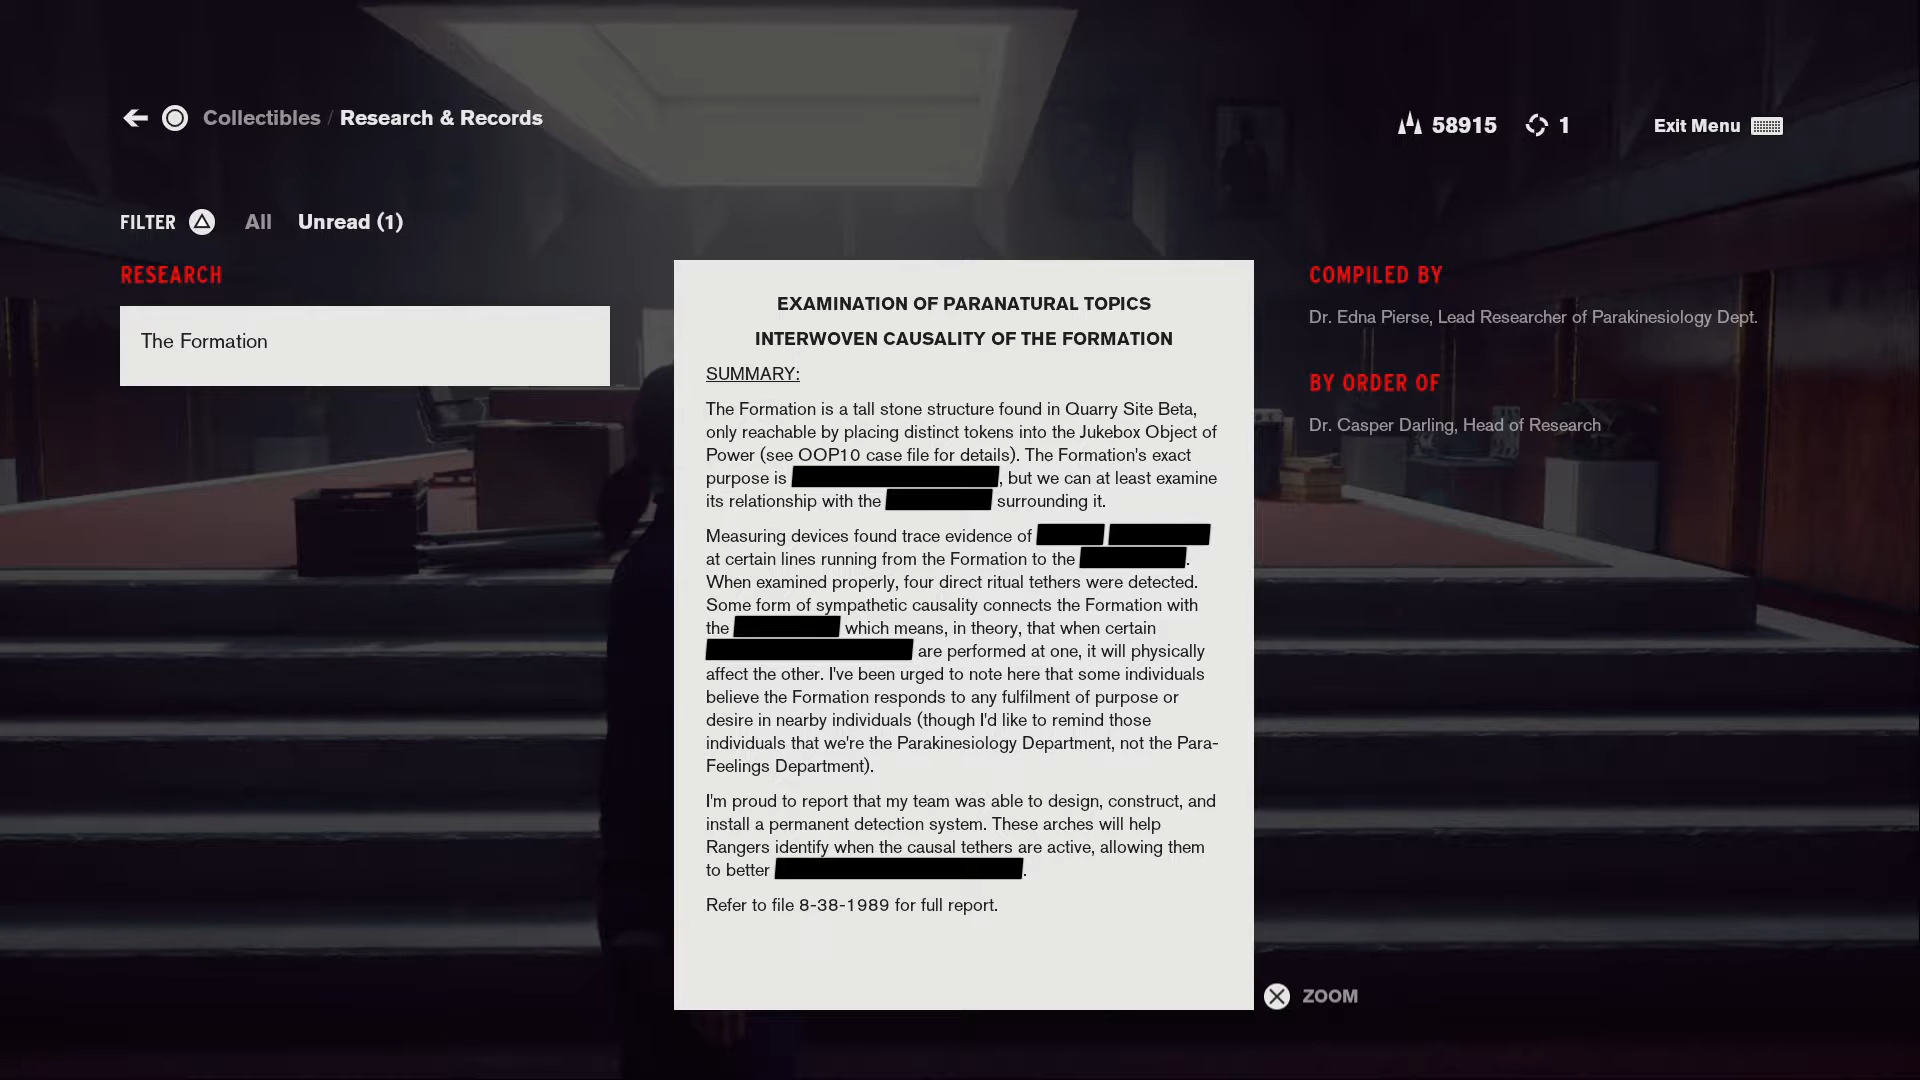 Collectibles / Research & Records
58915
1
Exit Menu
FILTER All Unread (1)
RESEARCH
The Formation
EXAMINATION OF PARANATURAL TOPICS
INTERWOVEN CAUSALITY OF THE FORMATION
SUMMARY:
The Formation is a tall stone structure found in Quarry Site Beta,
only reachable by placing distinct tokens into the Jukebox Object of
Power (see OOP10 case file for details). The Formation's exact
purpose is , but we can at least examine
its relationship with the surrounding it.
Measuring devices found trace evidence of
at certain lines running from the Formation to the .
When examined properly, four direct ritual tethers were detected.
Some form of sympathetic causality connects the Formation with
the which means, in theory, that when certain
are performed at one, it will physically
affect the other. I've been urged to note here that some individuals
believe the Formation responds to any fulfilment of purpose or
desire in nearby individuals (though I'd like to remind those
individuals that we're the Parakinesiology Department, not the Para-
Feelings Department).
I'm proud to report that my team was able to design, construct, and
install a permanent detection system. These arches will help
Rangers identify when the causal tethers are active, allowing them
to better .
Refer to file 8-38-1989 for full report.
COMPILED BY
Dr. Edna Pierse, Lead Researcher of Parakinesiology Dept.
BY ORDER OF
Dr. Casper Darling, Head of Research
ZOOM